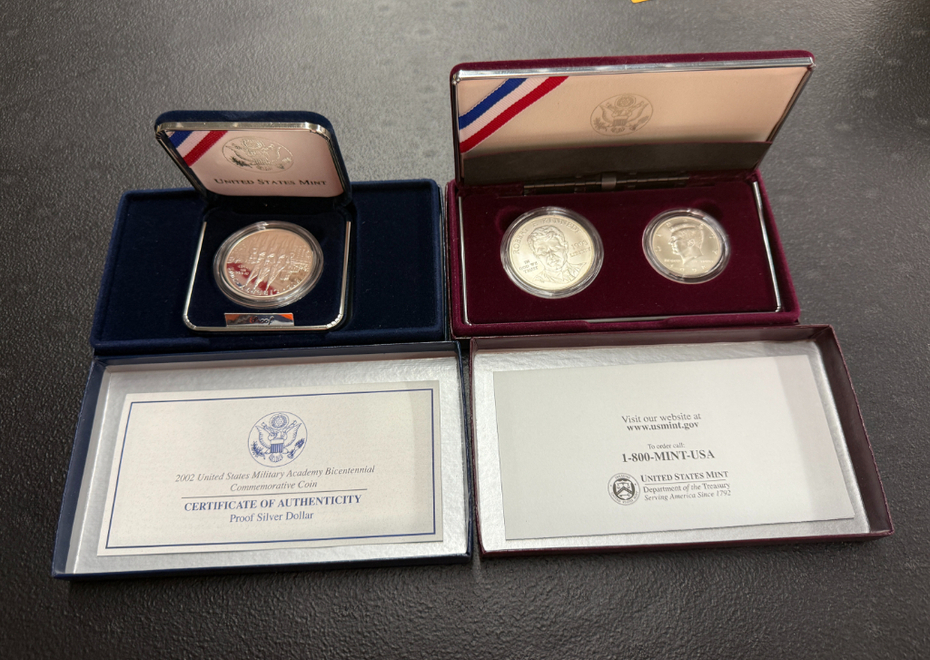 UNITED STATES MINT
2002 United States Military Academy Bicentennial
Commemorative Coin
CERTIFICATE OF AUTHENTICITY
Proof Silver Dollar
Visit our website at
www.usmint.gov
To order call:
1-800-MINT-USA
UNITED STATES MINT
Department of the Treasury
Serving America Since 1792